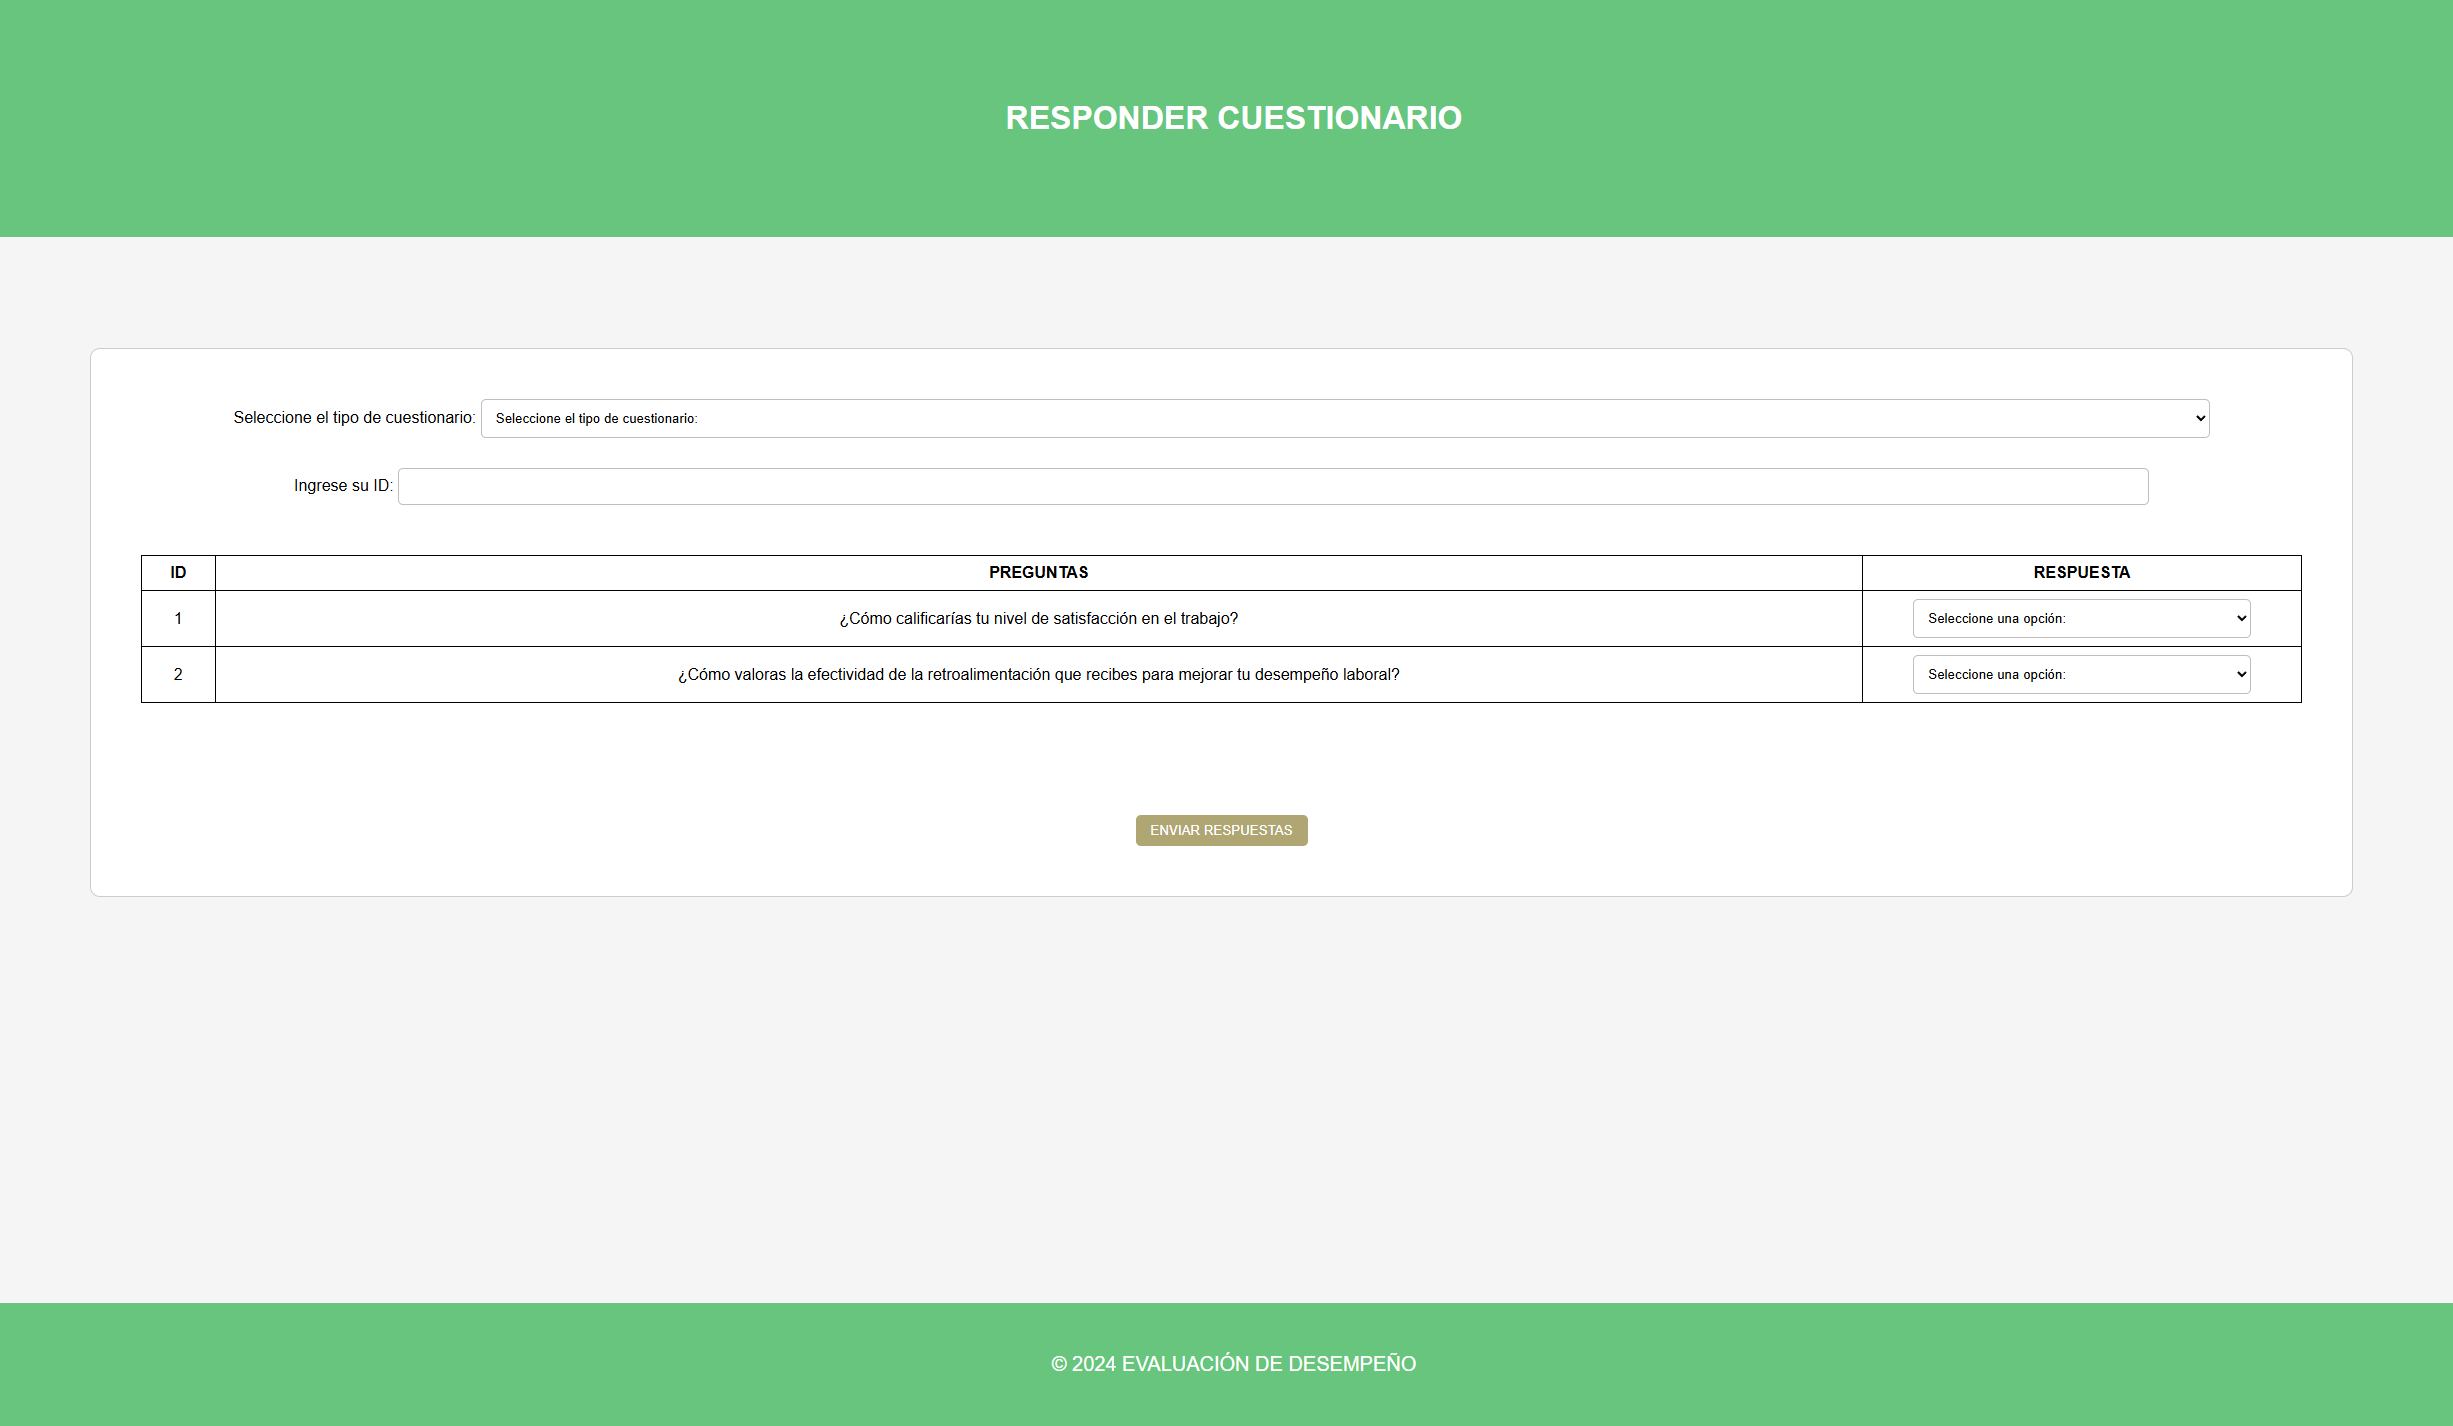 RESPONDER CUESTIONARIO
Seleccione el tipo de cuestionario: Seleccione el tipo de cuestionario:
Ingrese su ID:
ID PREGUNTAS RESPUESTA
1 ¿Cómo calificarías tu nivel de satisfacción en el trabajo? Seleccione una opción:
2 ¿Cómo valoras la efectividad de la retroalimentación que recibes para mejorar tu desempeño laboral? Seleccione una opción:
ENVIAR RESPUESTAS
© 2024 EVALUACIÓN DE DESEMPEÑO